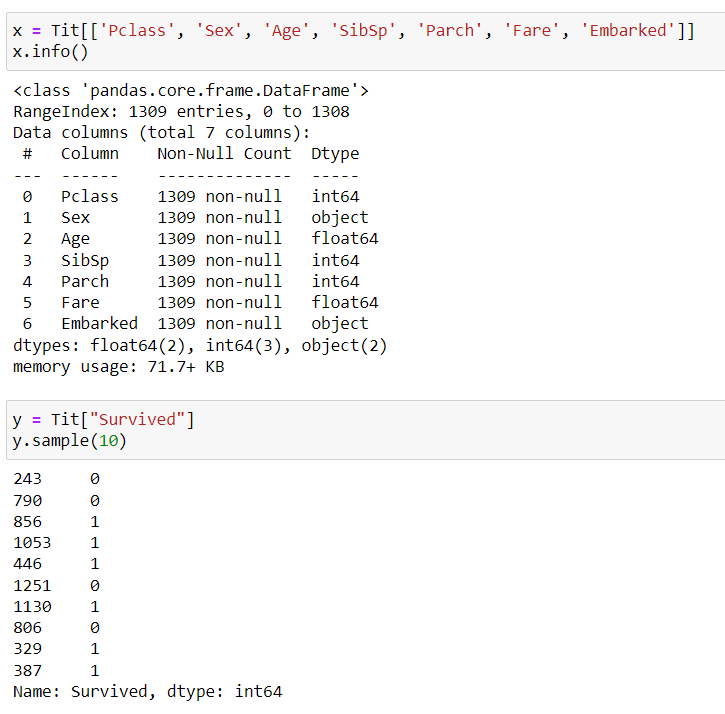 x = Tit[['Pclass', 'Sex', 'Age', 'SibSp', 'Parch', 'Fare', 'Embarked']]
x.info()
<class 'pandas.core.frame.DataFrame'>
RangeIndex: 1309 entries, 0 to 1308
Data columns (total 7 columns):
 #   Column    Non-Null Count  Dtype
---  ------    --------------  -----
 0   Pclass    1309 non-null   int64
 1   Sex       1309 non-null   object
 2   Age       1309 non-null   float64
 3   SibSp     1309 non-null   int64
 4   Parch     1309 non-null   int64
 5   Fare      1309 non-null   float64
 6   Embarked  1309 non-null   object
dtypes: float64(2), int64(3), object(2)
memory usage: 71.7+ KB
y = Tit["Survived"]
y.sample(10)
243     0
790     0
856     1
1053    1
446     1
1251    0
1130    1
806     0
329     1
387     1
Name: Survived, dtype: int64